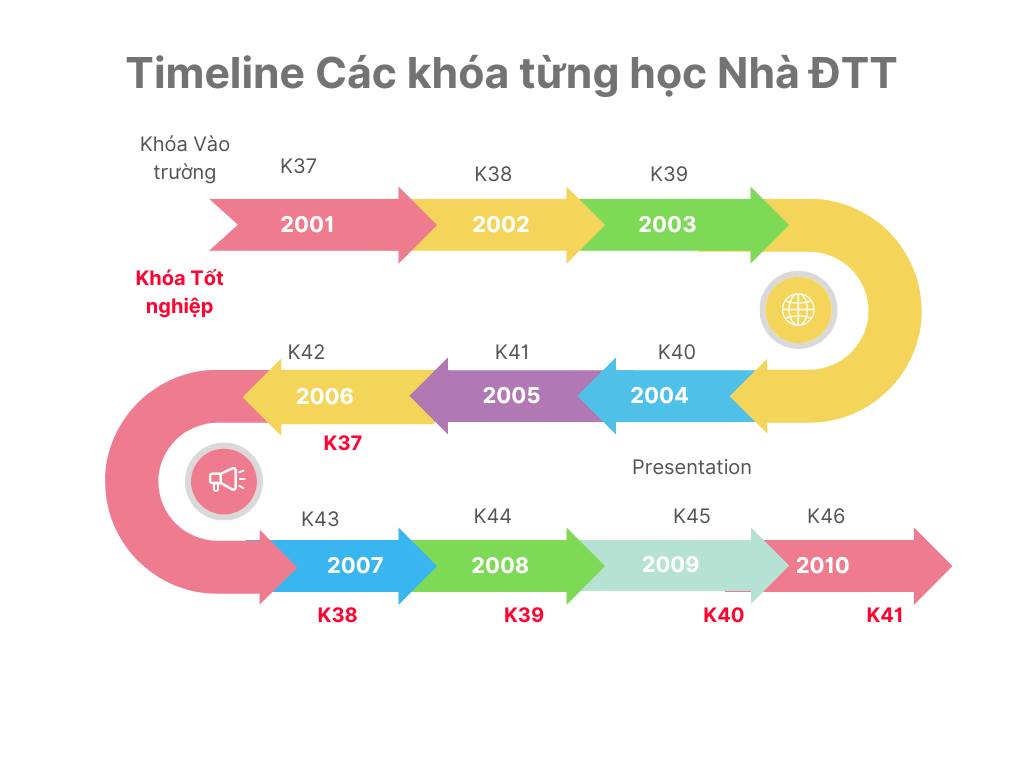 Timeline Các khóa từng học Nhà ĐTT
Khóa Vào
trường
K37
K38
K39
2001
2002
2003
Khóa Tốt
nghiệp
K42
K41
K40
2006
2005
2004
K37
Presentation
K43
K44
K45
K46
2007
2008
2009
2010
K38
K39
K40
K41